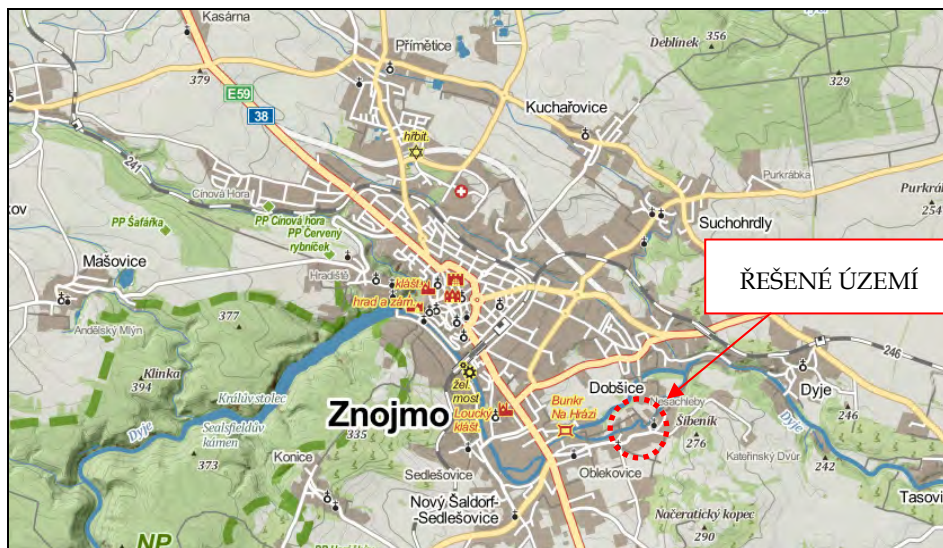 Kasárna
Deblínek
356
Přímětice
379
329
E59
38
Kuchařovice
hřbit.
241
Purkrábka
Cínová Hora
PP Šafářka
PP Cínová hora
PP Červený
rybníček
Suchohrdly
254
kov
Mašovice
Hradiště
klášt.
hrad a zám.
ŘEŠENÉ ÚZEMÍ
Andělský Mlýn
377
246
Klinka
394
žel.
most
Dobšice
Dyje
Nesachleby
Králův stolec
Znojmo
Loucký
klášt.
Bunkr
Na Hrázi
Šibeník
276
246
Dyje
Sealsfieldův
kámen
335
Dyje
373
Konice
Sedlešovice
Oblekovice
Kateřinský Dvůr
242
Tasovi
Nový Šaldorf-
-Sedlešovice
Načeratický kopec
290
NP